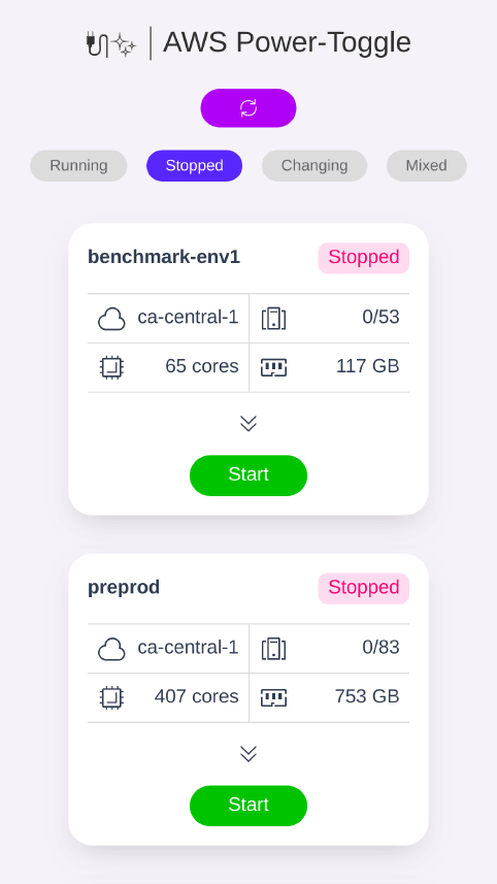 AWS Power-Toggle
Running Stopped Changing Mixed
benchmark-env1 Stopped
ca-central-1 0/53
65 cores 117 GB
Start
preprod Stopped
ca-central-1 0/83
407 cores 753 GB
Start